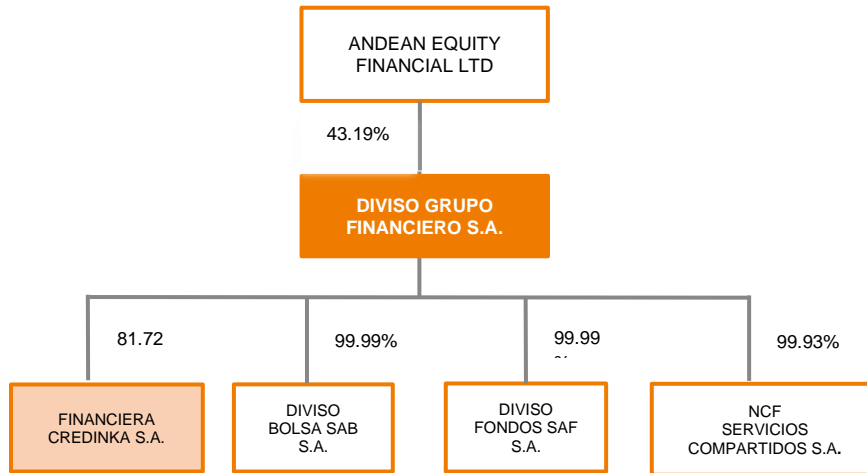 ANDEAN EQUITY
FINANCIAL LTD
43.19%
DIVISO GRUPO
FINANCIERO S.A.
81.72
99.99%
99.99
99.93%
FINANCIERA
CREDINKA S.A.
DIVISO
BOLSA SAB
S.A.
DIVISO
FONDOS SAF
S.A.
NCF
SERVICIOS
COMPARTIDOS S.A.